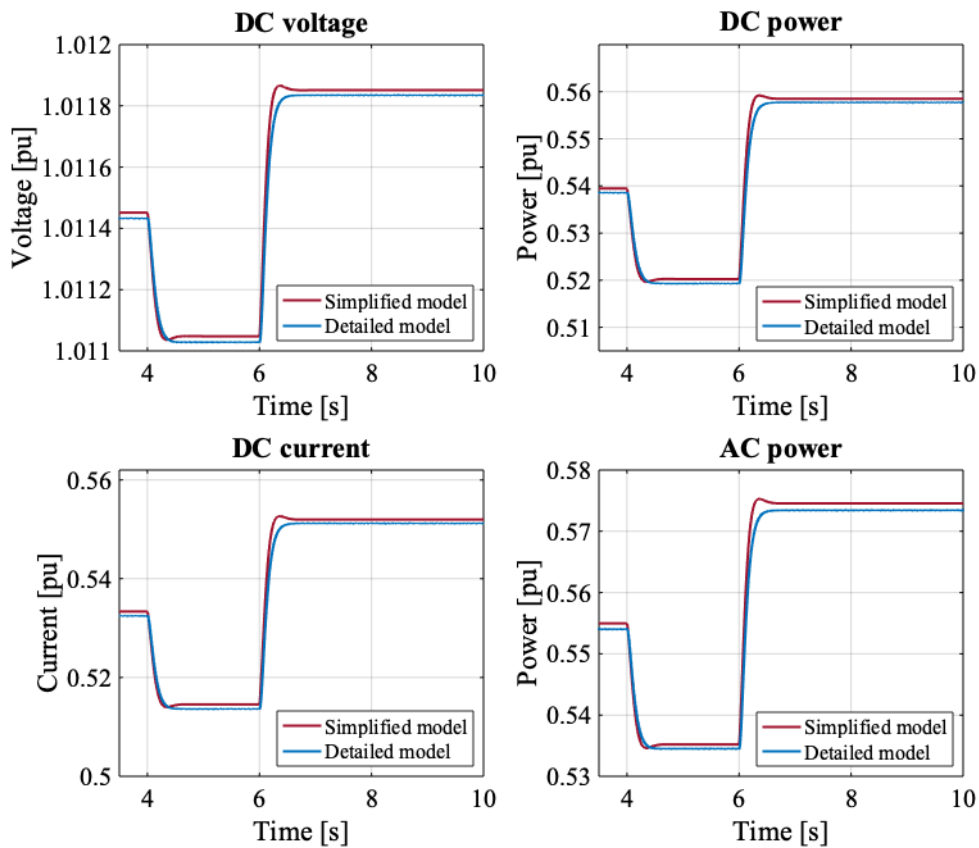 DC voltage
1.012
1.0118
1.0116
1.0114
1.0112
1.011
Voltage [pu]
Simplified model
Detailed model
4 6 8 10
Time [s]
DC power
0.56
0.55
0.54
0.53
0.52
0.51
Power [pu]
Simplified model
Detailed model
4 6 8 10
Time [s]
DC current
0.56
0.54
0.52
0.5
Current [pu]
Simplified model
Detailed model
4 6 8 10
Time [s]
AC power
0.58
0.57
0.56
0.55
0.54
0.53
Power [pu]
Simplified model
Detailed model
4 6 8 10
Time [s]